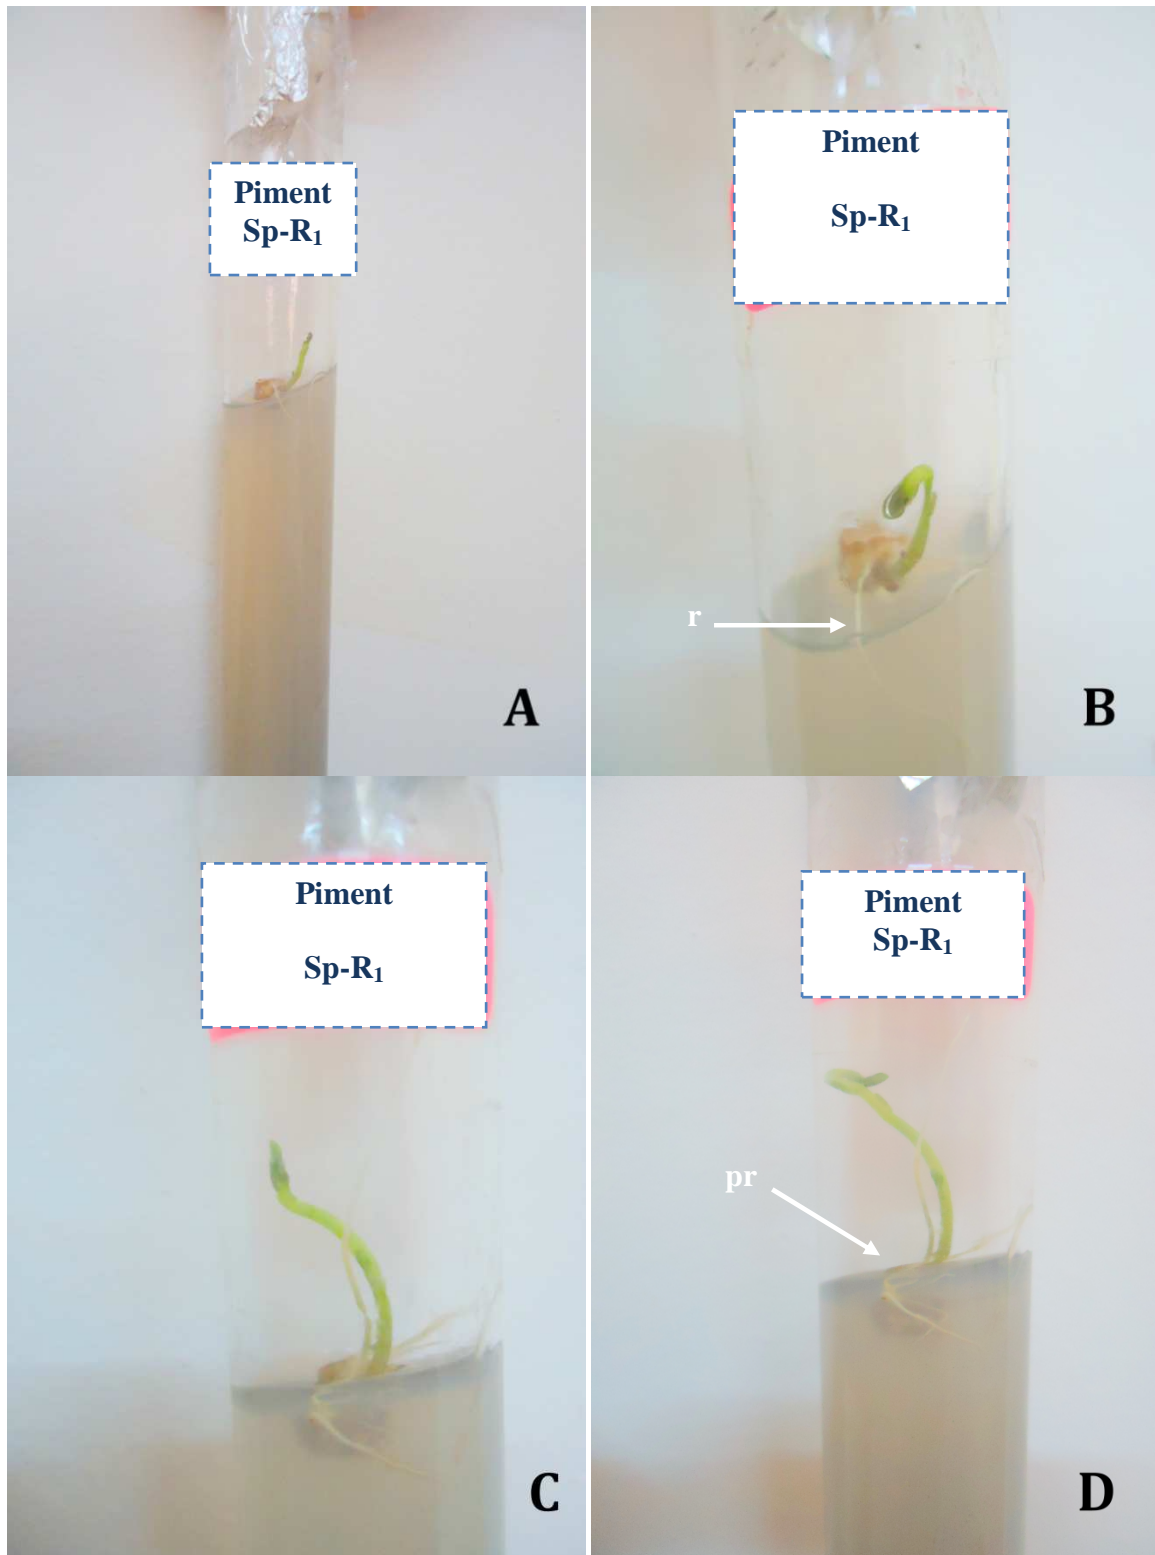 Piment
Sp-R₁
A
Piment
Sp-R₁
r
B
Piment
Sp-R₁
C
Piment
Sp-R₁
pr
D